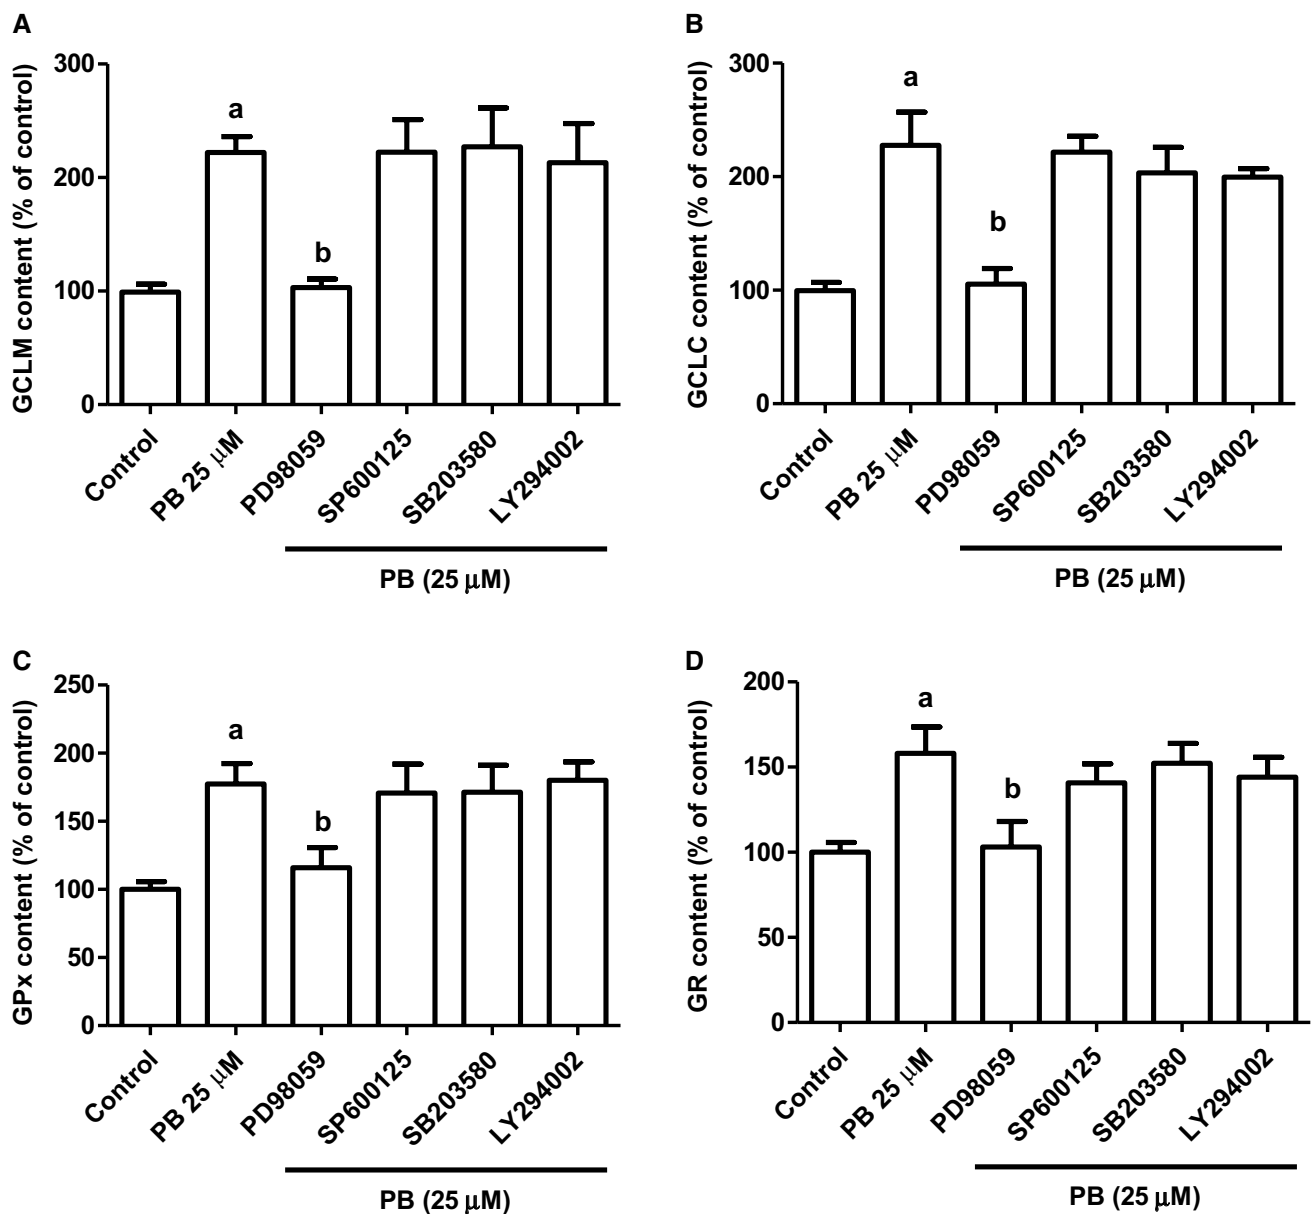 A
GCLM content (% of control)
300
200
100
0
a
b
Control
PB 25 μM
PD98059
SP600125
SB203580
LY294002
PB (25 μM)
B
GCLC content (% of control)
300
200
100
0
a
b
Control
PB 25 μM
PD98059
SP600125
SB203580
LY294002
PB (25 μM)
C
GPx content (% of control)
250
200
150
100
50
0
a
b
Control
PB 25 μM
PD98059
SP600125
SB203580
LY294002
PB (25 μM)
D
GR content (% of control)
200
150
100
50
0
a
b
Control
PB 25 μM
PD98059
SP600125
SB203580
LY294002
PB (25 μM)